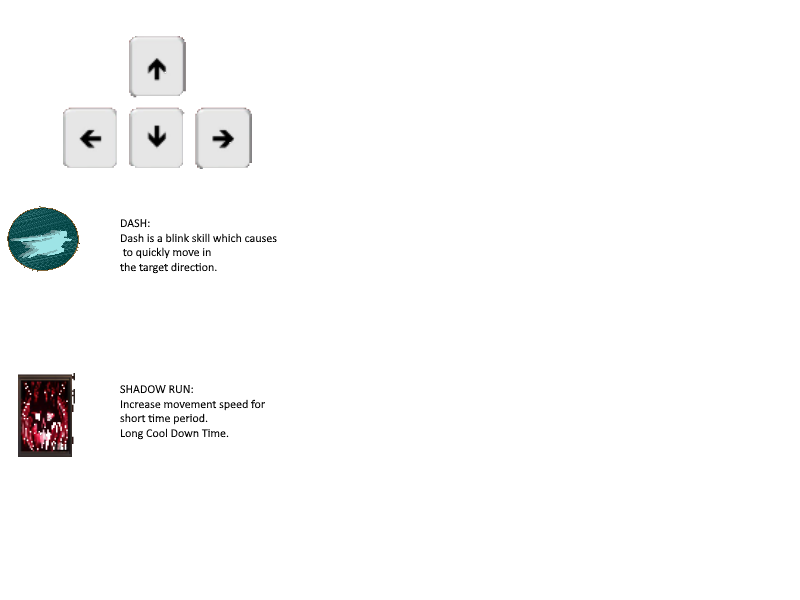 DASH:
Dash is a blink skill which causes
to quickly move in
the target direction.
SHADOW RUN:
Increase movement speed for
short time period.
Long Cool Down Time.